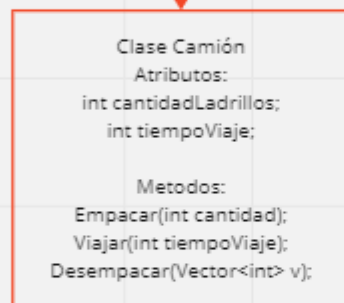 Clase Camión
Atributos:
int cantidadLadrillos;
int tiempoViaje;
Metodos:
Empacar(int cantidad);
Viajar(int tiempoViaje);
Desempacar(Vector<int> v);